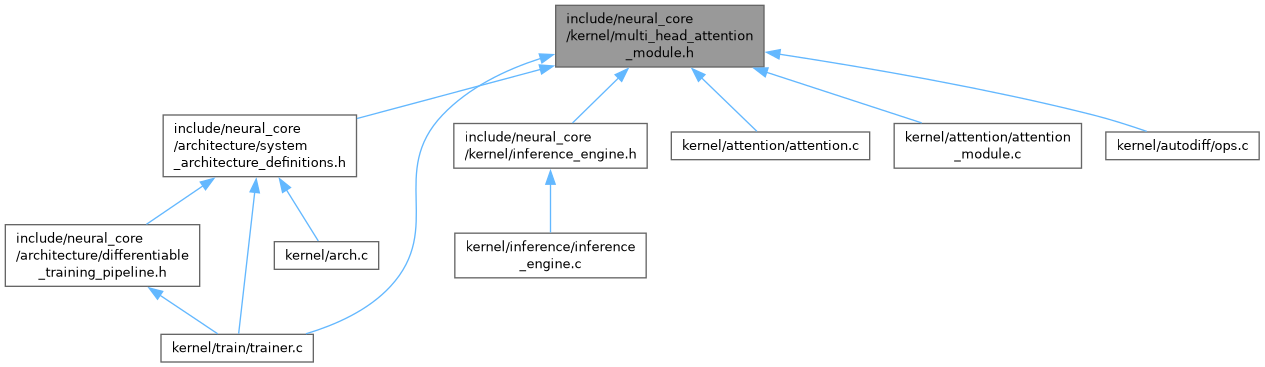 include/neural_core
/kernel/multi_head_attention
_module.h
include/neural_core
/architecture/system
_architecture_definitions.h
include/neural_core
/kernel/inference_engine.h
kernel/attention/attention.c
kernel/attention/attention
_module.c
kernel/autodiff/ops.c
include/neural_core
/architecture/differentiable
_training_pipeline.h
kernel/arch.c
kernel/inference/inference
_engine.c
kernel/train/trainer.c